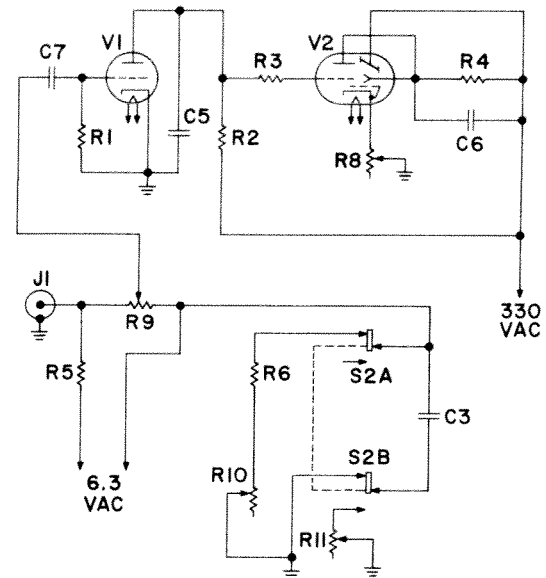 C7
V1
V2
R3
R4
R1
C5
R2
R8
C6
J1
R9
330
VAC
R5
R6
S2A
C3
6.3
VAC
R10
S2B
R11